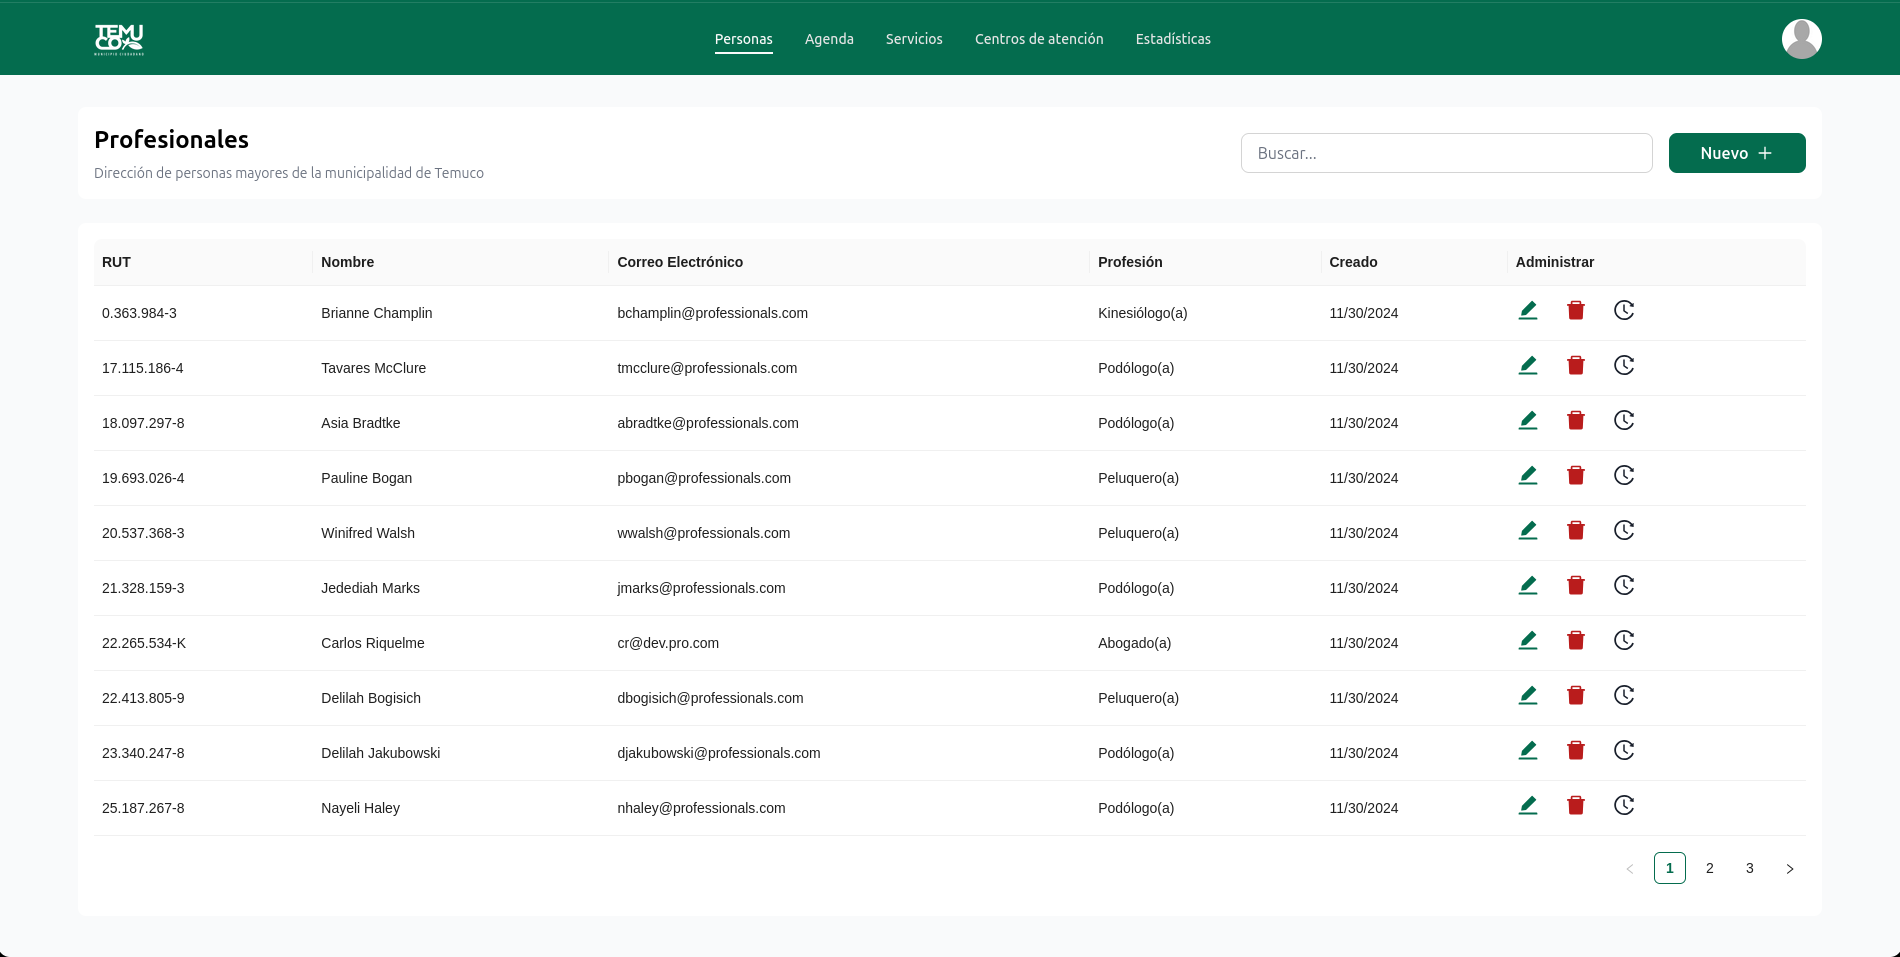 TEMUCO
Personas Agenda Servicios Centros de atención Estadísticas
Profesionales
Dirección de personas mayores de la municipalidad de Temuco
Buscar...
Nuevo +
RUT Nombre Correo Electrónico Profesión Creado Administrar
0.363.984-3 Brianne Champlin bchamplin@professionals.com Kinesiólogo(a) 11/30/2024
17.115.186-4 Tavares McClure tmcclure@professionals.com Podólogo(a) 11/30/2024
18.097.297-8 Asia Bradtke abradtke@professionals.com Podólogo(a) 11/30/2024
19.693.026-4 Pauline Bogan pbogan@professionals.com Peluquero(a) 11/30/2024
20.537.368-3 Winifred Walsh wwalsh@professionals.com Peluquero(a) 11/30/2024
21.328.159-3 Jedediah Marks jmarks@professionals.com Podólogo(a) 11/30/2024
22.265.534-K Carlos Riquelme cr@dev.pro.com Abogado(a) 11/30/2024
22.413.805-9 Delilah Bogisich dbogisich@professionals.com Peluquero(a) 11/30/2024
23.340.247-8 Delilah Jakubowski djakubowski@professionals.com Podólogo(a) 11/30/2024
25.187.267-8 Nayeli Haley nhaley@professionals.com Podólogo(a) 11/30/2024
< 1 2 3 >